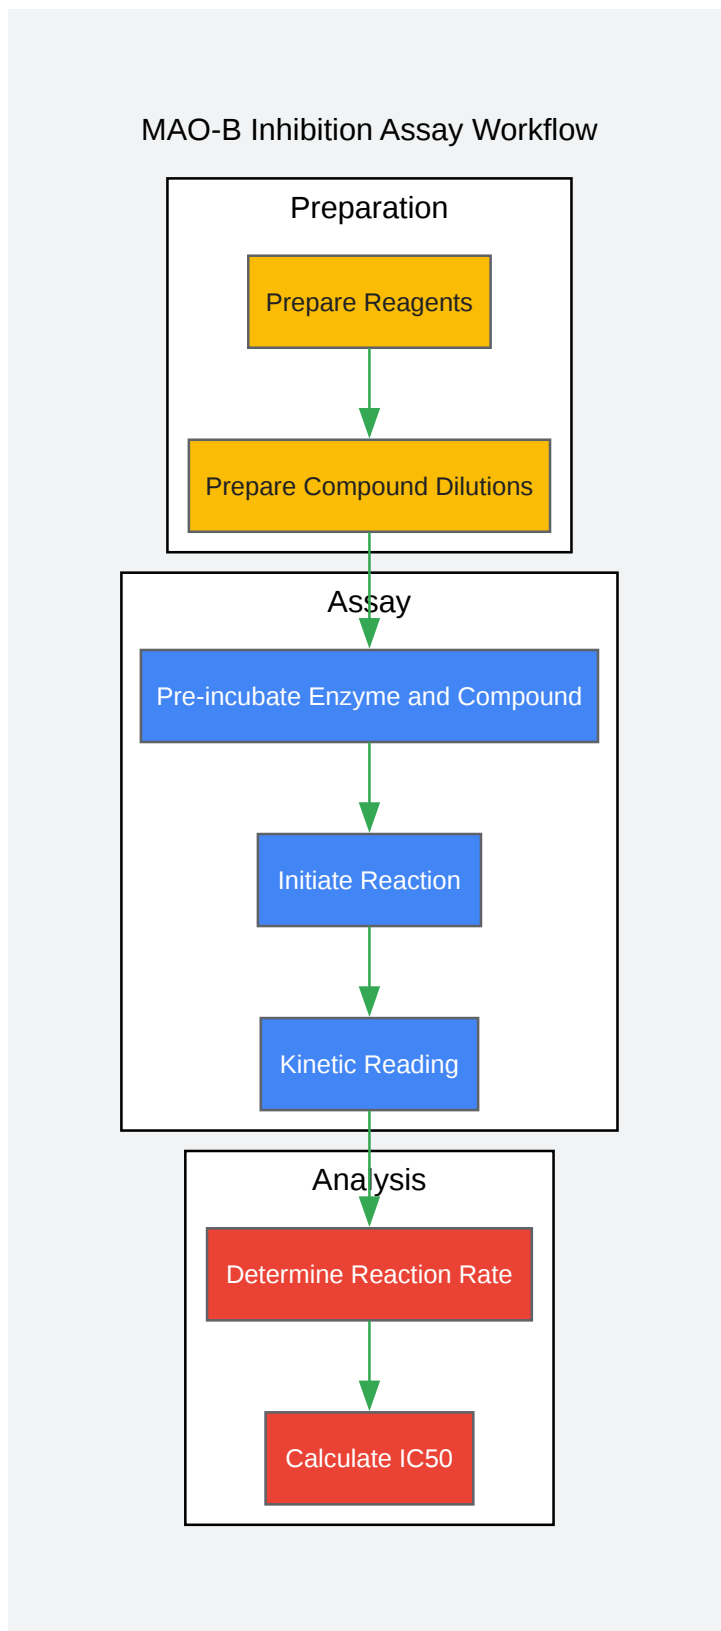 MAO-B Inhibition Assay Workflow
Preparation
Prepare Reagents
Prepare Compound Dilutions
Assay
Pre-incubate Enzyme and Compound
Initiate Reaction
Kinetic Reading
Analysis
Determine Reaction Rate
Calculate IC50